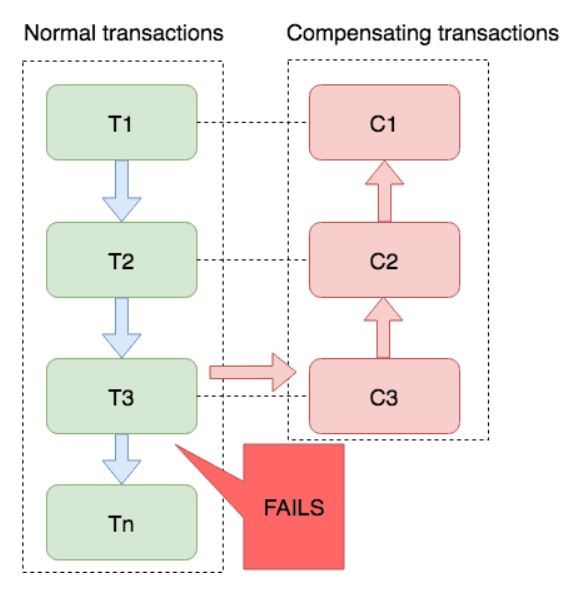 Normal transactions
Compensating transactions
T1
C1
T2
C2
T3
C3
FAILS
Tn